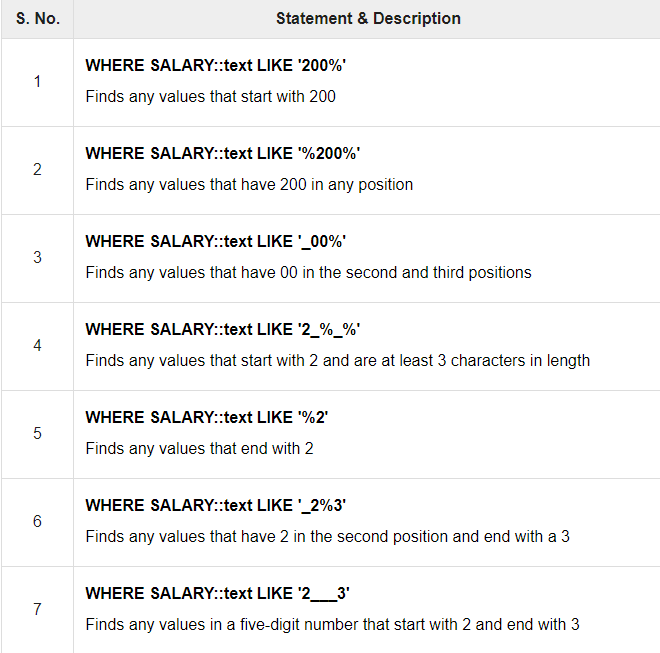 S. No. Statement & Description
1
WHERE SALARY::text LIKE '200%'
Finds any values that start with 200
2
WHERE SALARY::text LIKE '%200%'
Finds any values that have 200 in any position
3
WHERE SALARY::text LIKE '_00%'
Finds any values that have 00 in the second and third positions
4
WHERE SALARY::text LIKE '2_%_%'
Finds any values that start with 2 and are at least 3 characters in length
5
WHERE SALARY::text LIKE '%2'
Finds any values that end with 2
6
WHERE SALARY::text LIKE '_2%3'
Finds any values that have 2 in the second position and end with a 3
7
WHERE SALARY::text LIKE '2___3'
Finds any values in a five-digit number that start with 2 and end with 3